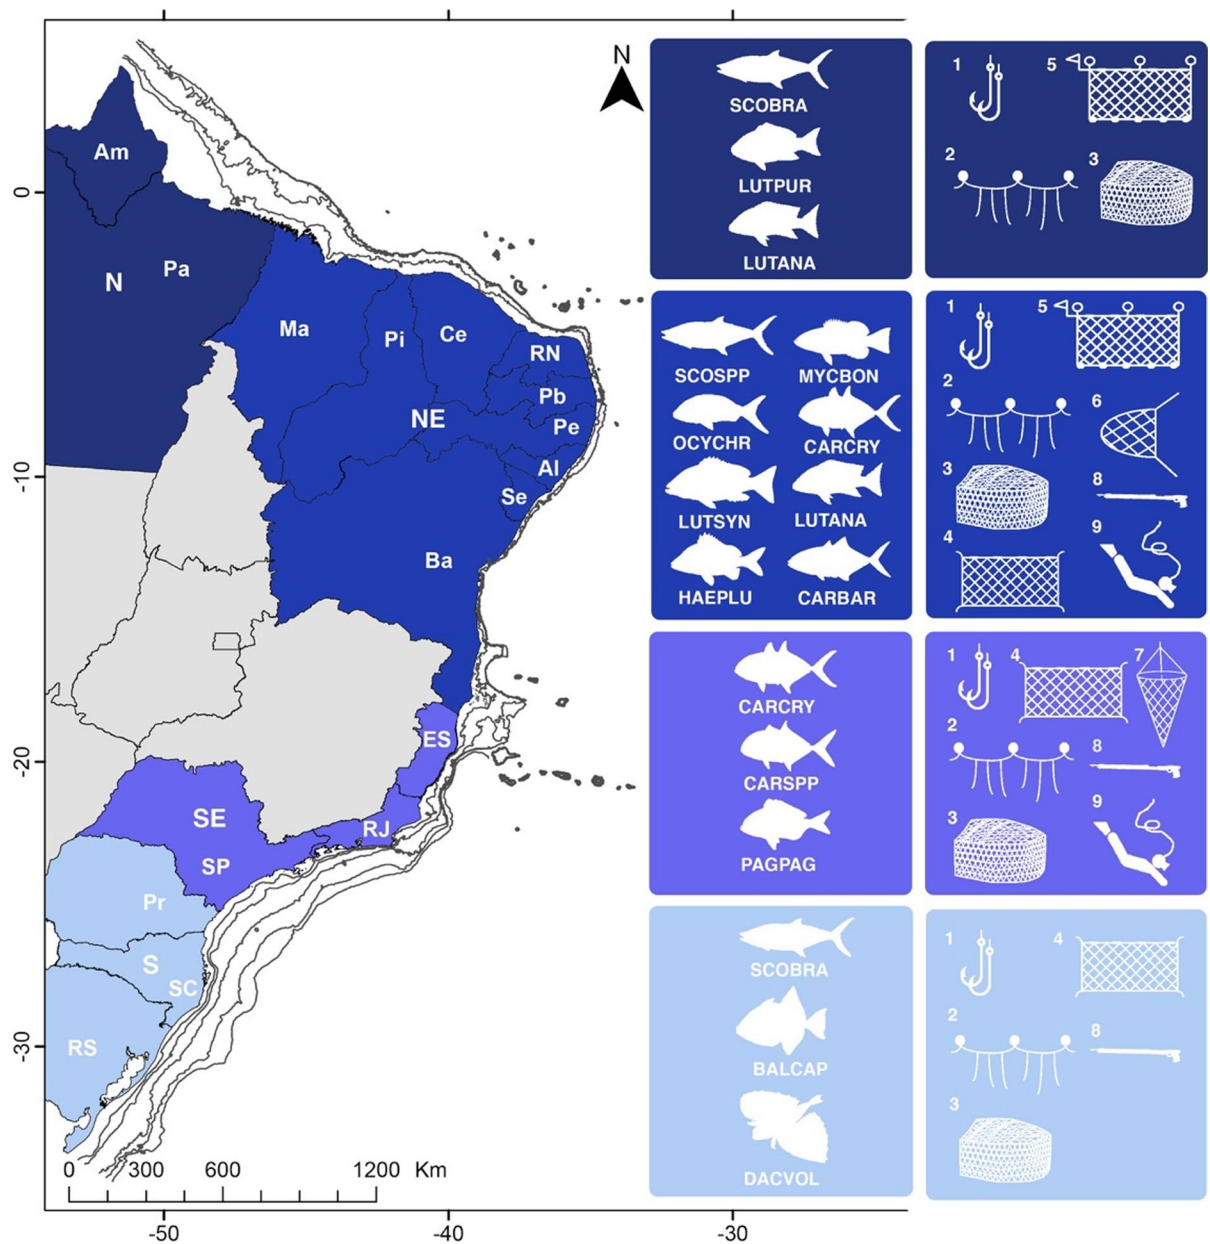 N
Am
N Pa
Ma
Pi
Ce
RN
Pb
NE
Pe
Al
Se
Ba
ES
SE
RJ
SP
Pr
S
SC
RS
0
-10
-20
-30
0 300 600 1200 Km
-50 -40 -30
SCOBRA
LUTPUR
LUTANA
1 5
2 3
SCOSPP MYCBON
OCYCHR CARCRY
LUTSYN LUTANA
HAEPLU CARBAR
1 5
2 6
3 8
4 9
CARCRY
CARSPP
PAGPAG
1 4 7
2 8
3 9
SCOBRA
BALCAP
DACVOL
1 4
2 8
3